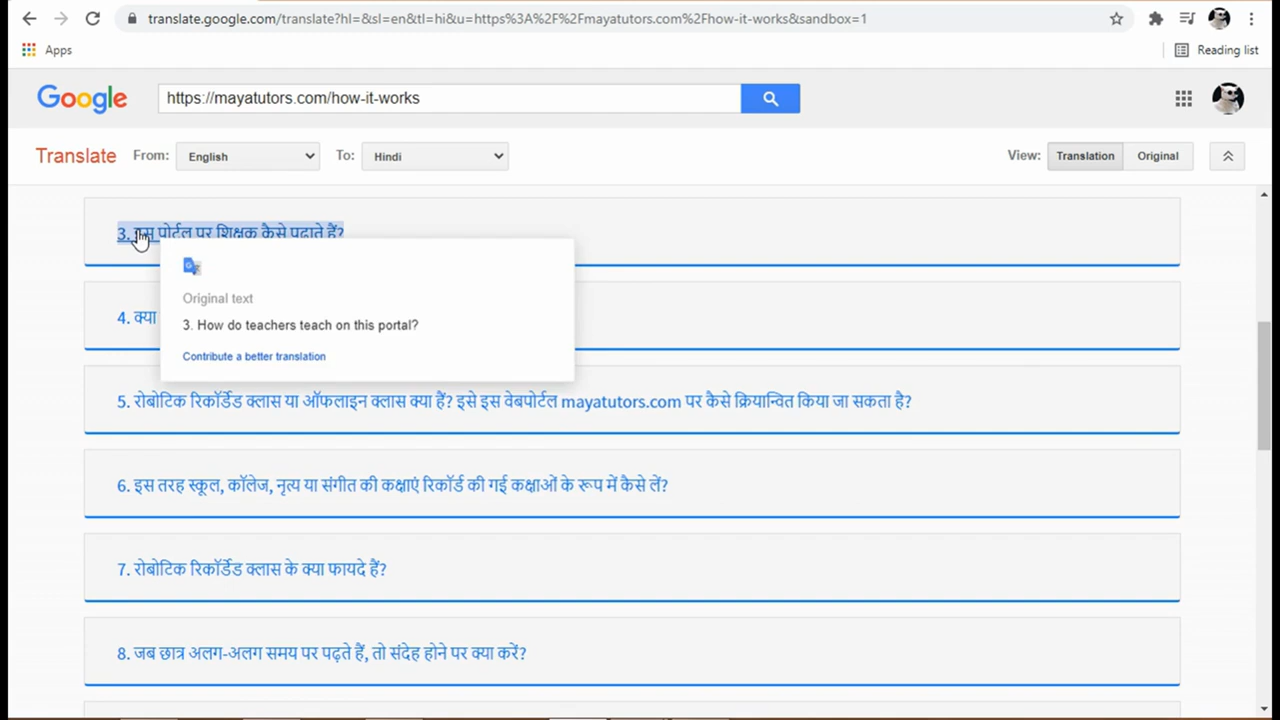 translate.google.com/translate?hl=&sl=en&tl=hi&u=https%3A%2F%2Fmayatutors.com%2Fhow-it-works&sandbox=1
Apps
Reading list
Google
https://mayatutors.com/how-it-works
Translate From: English To: Hindi View: Translation Original
3. इस पोर्टल पर शिक्षक कैसे पढ़ाते हैं?
Original text
3. How do teachers teach on this portal?
Contribute a better translation
4. क्या
5. रोबोटिक रिकॉर्डेड क्लास या ऑफलाइन क्लास क्या हैं? इसे इस वेबपोर्टल mayatutors.com पर कैसे क्रियान्वित किया जा सकता है?
6. इस तरह स्कूल, कॉलेज, नृत्य या संगीत की कक्षाएं रिकॉर्ड की गई कक्षाओं के रूप में कैसे लें?
7. रोबोटिक रिकॉर्डेड क्लास के क्या फायदे हैं?
8. जब छात्र अलग-अलग समय पर पढ़ते हैं, तो संदेह होने पर क्या करें?